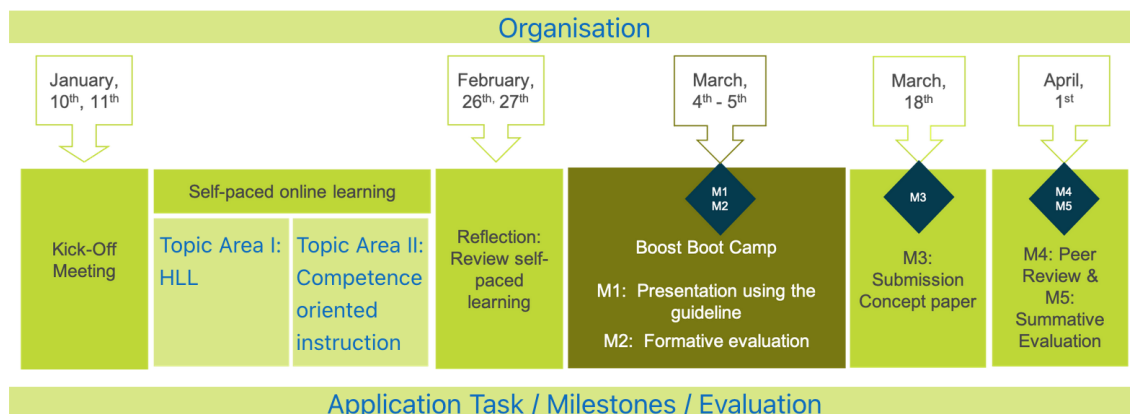 Organisation
January,
10th, 11th
February,
26th, 27th
March,
4th - 5th
March,
18th
April,
1st
Kick-Off
Meeting
Self-paced online learning
Topic Area I:
HLL
Topic Area II:
Competence
oriented
instruction
Reflection:
Review self-
paced
learning
M1
M2
Boost Boot Camp
M1: Presentation using the
guideline
M2: Formative evaluation
M3
M3:
Submission
Concept paper
M4
M5
M4: Peer
Review &
M5:
Summative
Evaluation
Application Task / Milestones / Evaluation